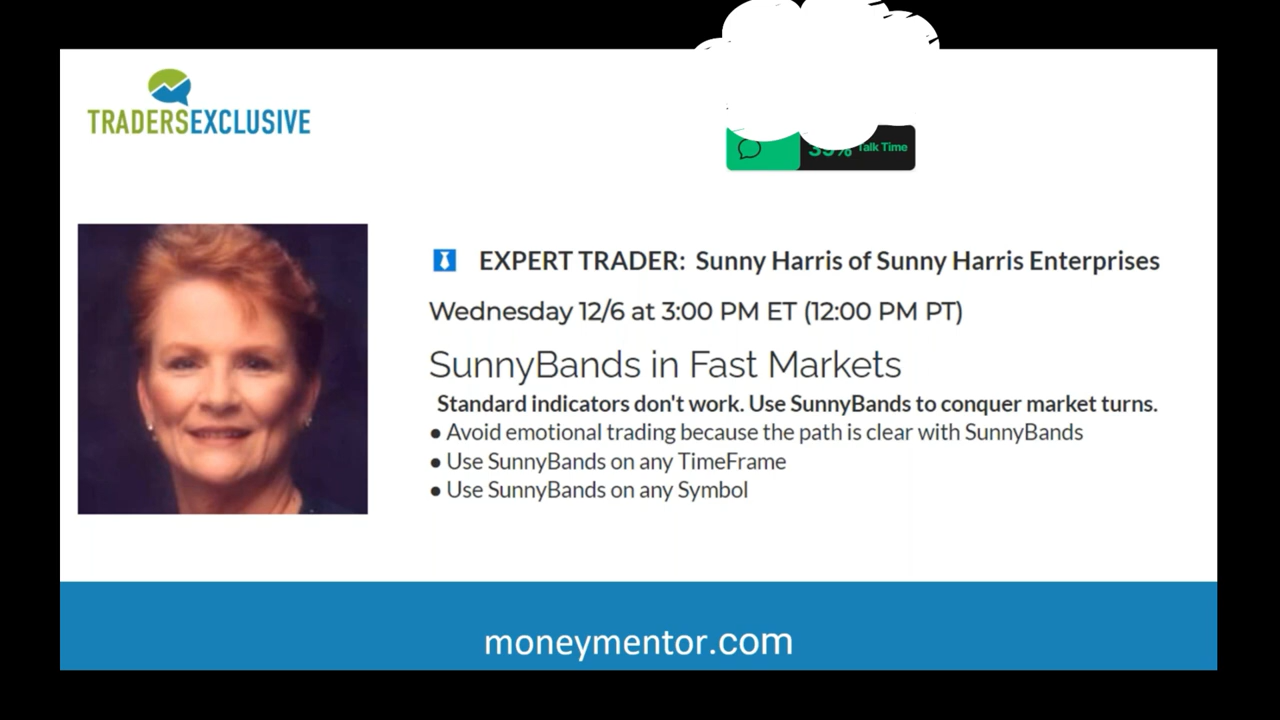 TRADERSEXCLUSIVE
Talk Time
EXPERT TRADER: Sunny Harris of Sunny Harris Enterprises
Wednesday 12/6 at 3:00 PM ET (12:00 PM PT)
SunnyBands in Fast Markets
Standard indicators don't work. Use SunnyBands to conquer market turns.
● Avoid emotional trading because the path is clear with SunnyBands
● Use SunnyBands on any TimeFrame
● Use SunnyBands on any Symbol
moneymentor.com